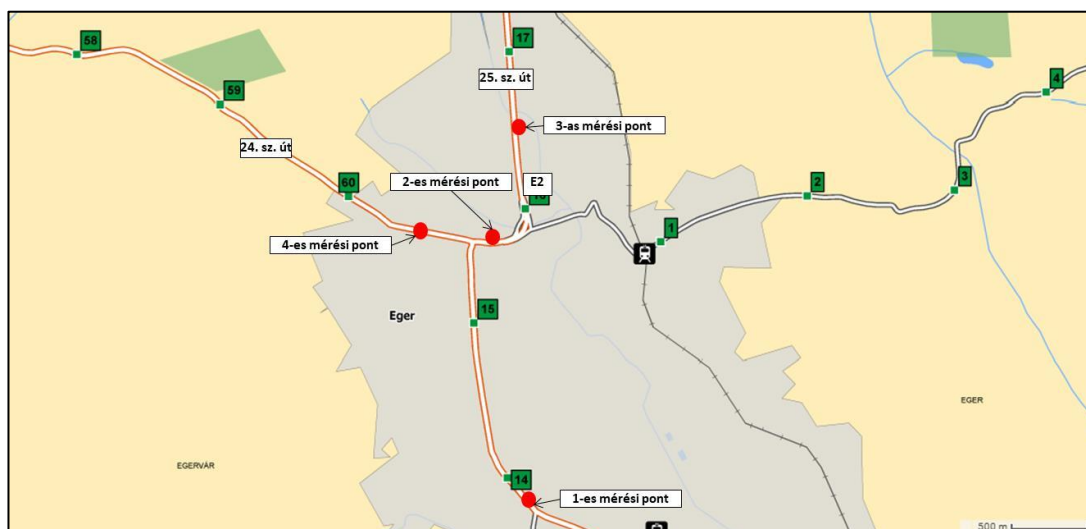 58
17
25. sz. út
4
59
3-as mérési pont
24. sz. út
2-es mérési pont
E2
60
2
3
1
4-es mérési pont
15
Eger
EGER
EGERVÁR
14
1-es mérési pont
500 m